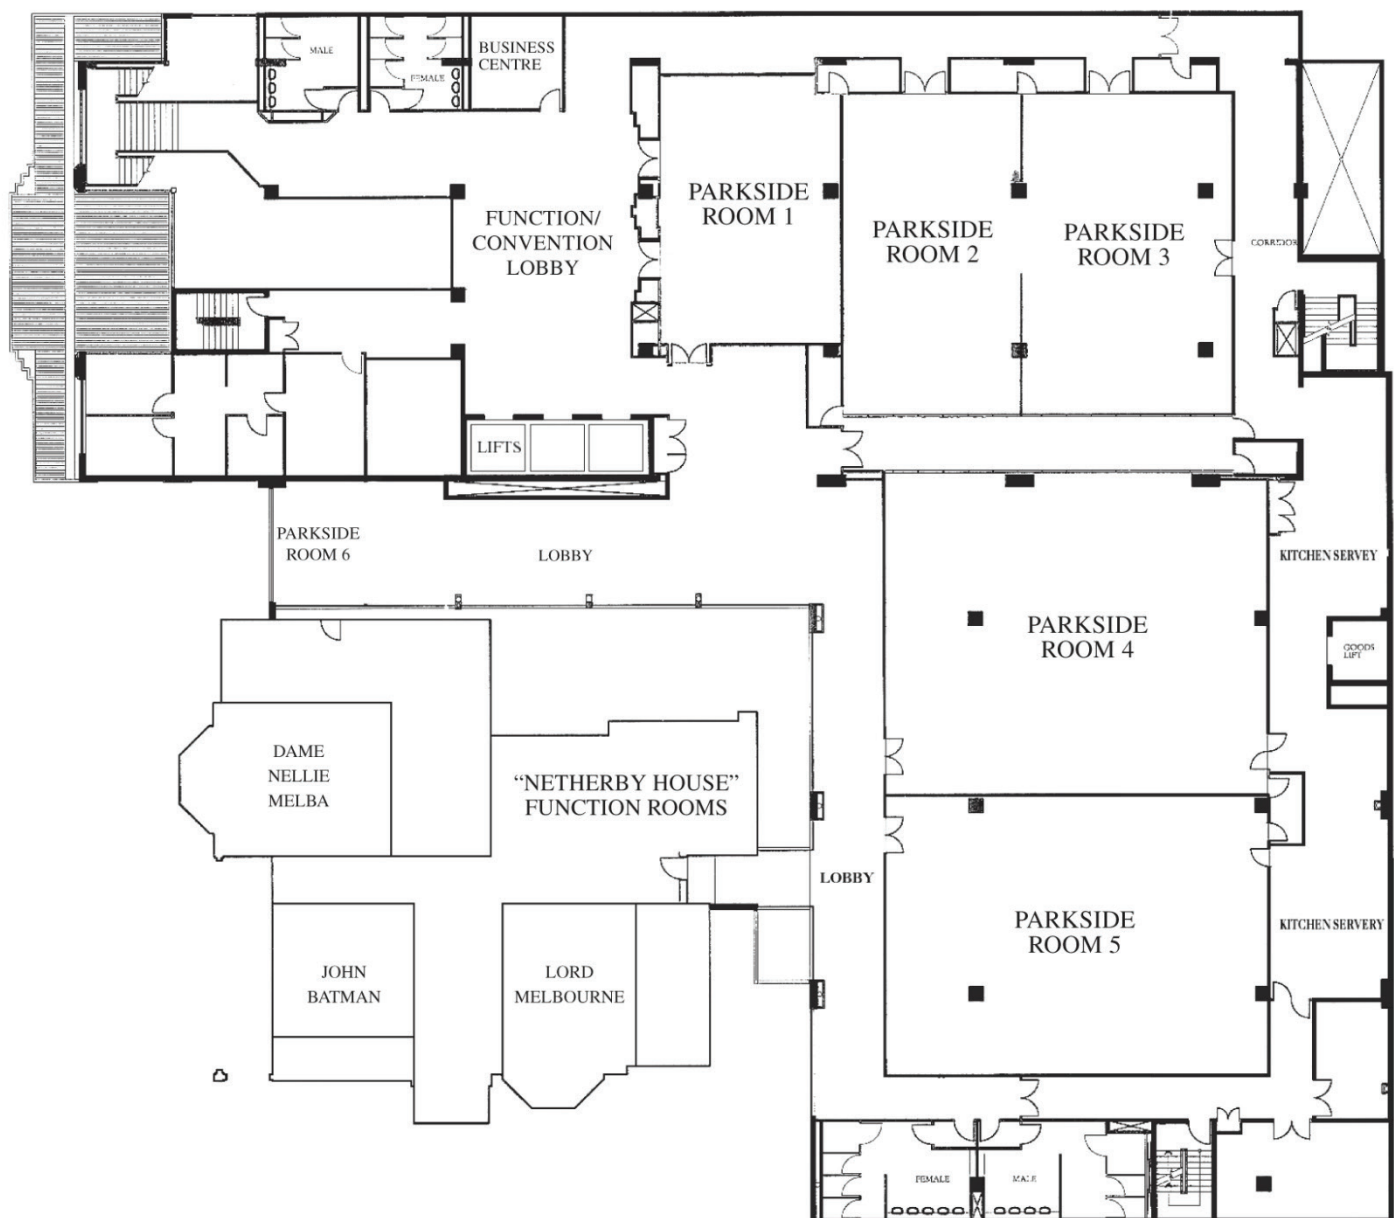 MALE
FEMALE
BUSINESS
CENTRE
PARKSIDE
ROOM 1
FUNCTION/
CONVENTION
LOBBY
PARKSIDE
ROOM 2
PARKSIDE
ROOM 3
CORRIDOR
LIFTS
PARKSIDE
ROOM 6
LOBBY
KITCHEN SERVEY
PARKSIDE
ROOM 4
GOODS
LIFT
DAME
NELLIE
MELBA
“NETHERBY HOUSE”
FUNCTION ROOMS
LOBBY
PARKSIDE
ROOM 5
KITCHEN SERVERY
JOHN
BATMAN
LORD
MELBOURNE
FEMALE
MALE